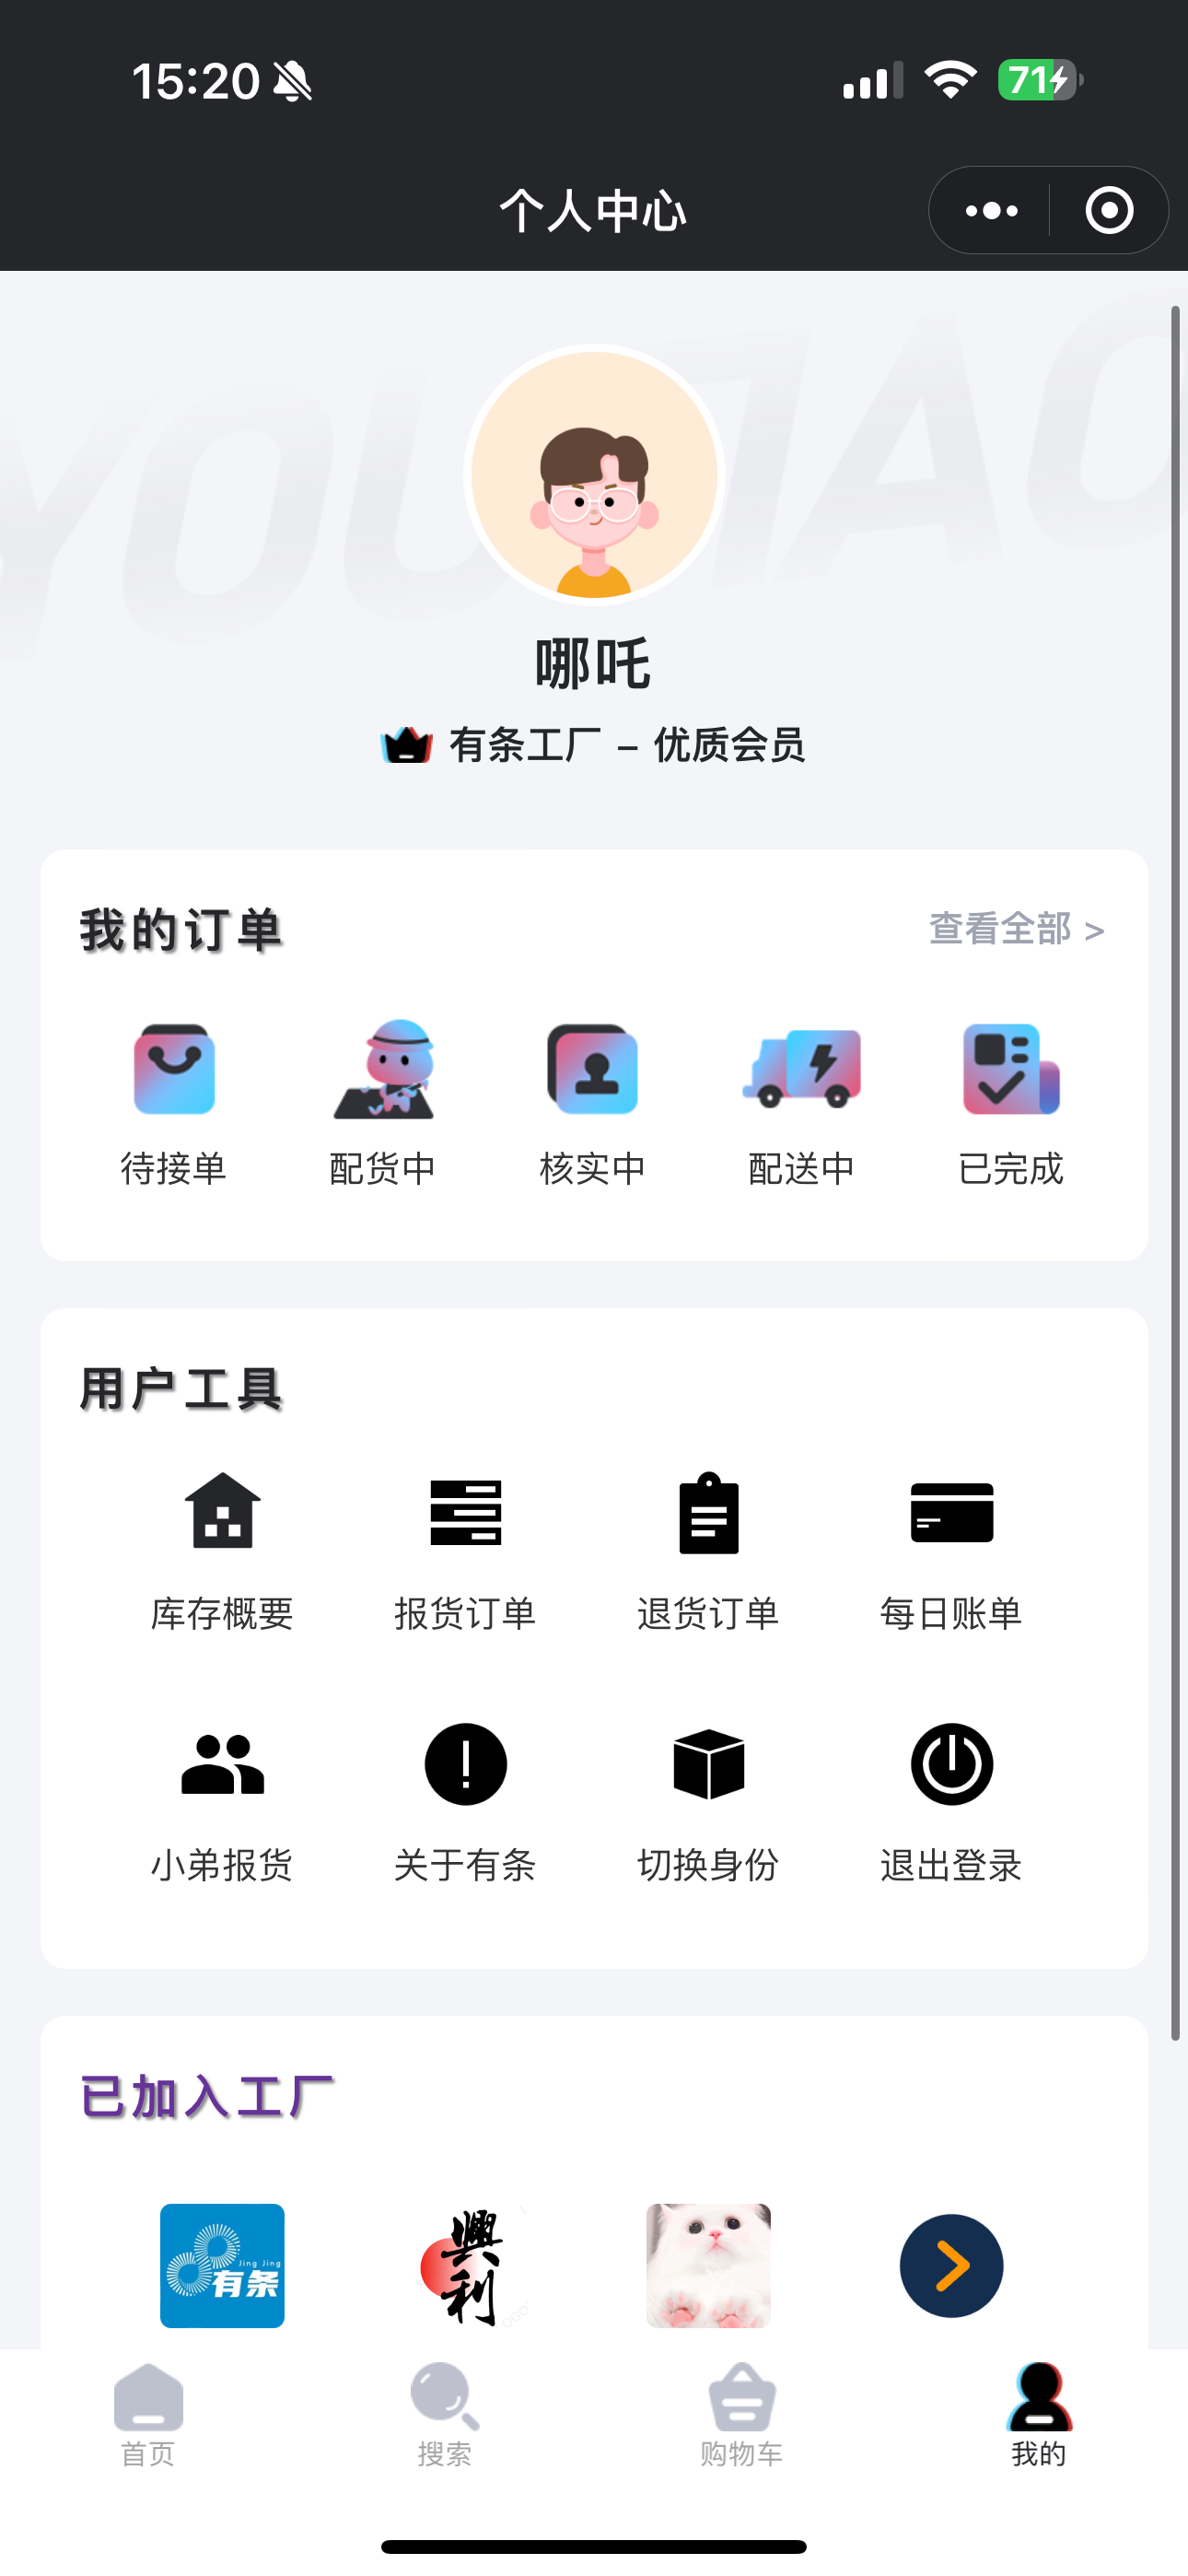 15:20
71
个人中心
YOUTIAO
哪吒
有条工厂 – 优质会员
我的订单
查看全部 >
待接单 配货中 核实中 配送中 已完成
用户工具
库存概要 报货订单 退货订单 每日账单
小弟报货 关于有条 切换身份 退出登录
已加入工厂
Jing Jing
有条
興利
首页 搜索 购物车 我的